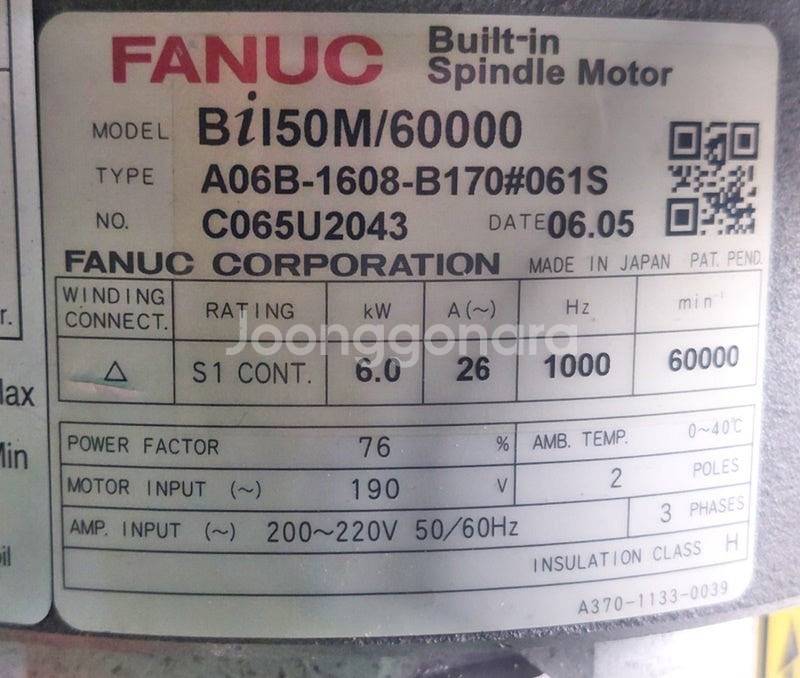 FANUC Built-in
Spindle Motor
MODEL BiI50M/60000
TYPE A06B-1608-B170#061S
NO. C065U2043 DATE 06.05
FANUC CORPORATION MADE IN JAPAN PAT. PEND.
WINDING CONNECT. RATING kW A(~) Hz min⁻¹
△ S1 CONT. 6.0 26 1000 60000
Joonggonara
POWER FACTOR 76 % AMB. TEMP. 0~40℃
MOTOR INPUT (~) 190 V 2 POLES
AMP. INPUT (~) 200~220V 50/60Hz 3 PHASES
INSULATION CLASS H
A370-1133-0039
r.
Max
Min